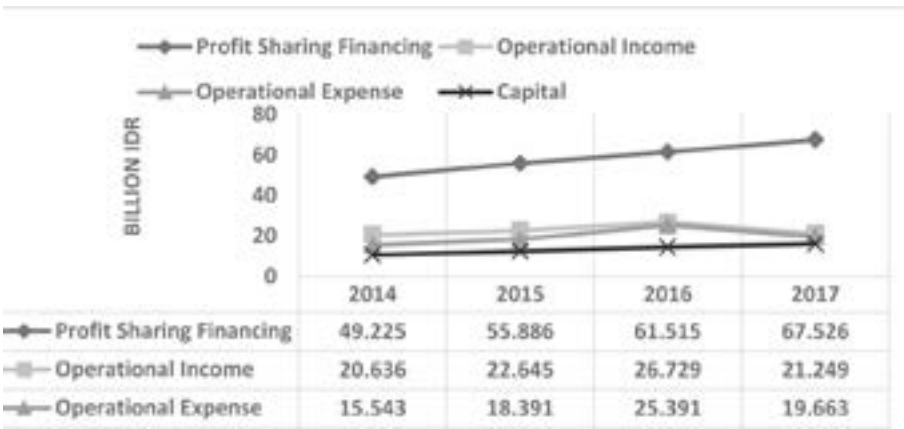 Profit Sharing Financing Operational Income
Operational Expense Capital
BILLION IDR
80
60
40
20
0
2014 2015 2016 2017
Profit Sharing Financing 49.225 55.886 61.515 67.526
Operational Income 20.636 22.645 26.729 21.249
Operational Expense 15.543 18.391 25.391 19.663